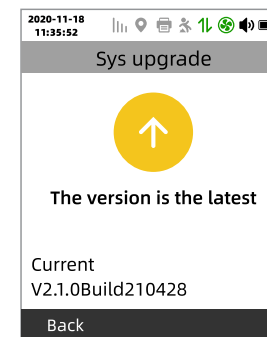 2020-11-18
11:35:52
Sys upgrade
The version is the latest
Current
V2.1.0Build210428
Back